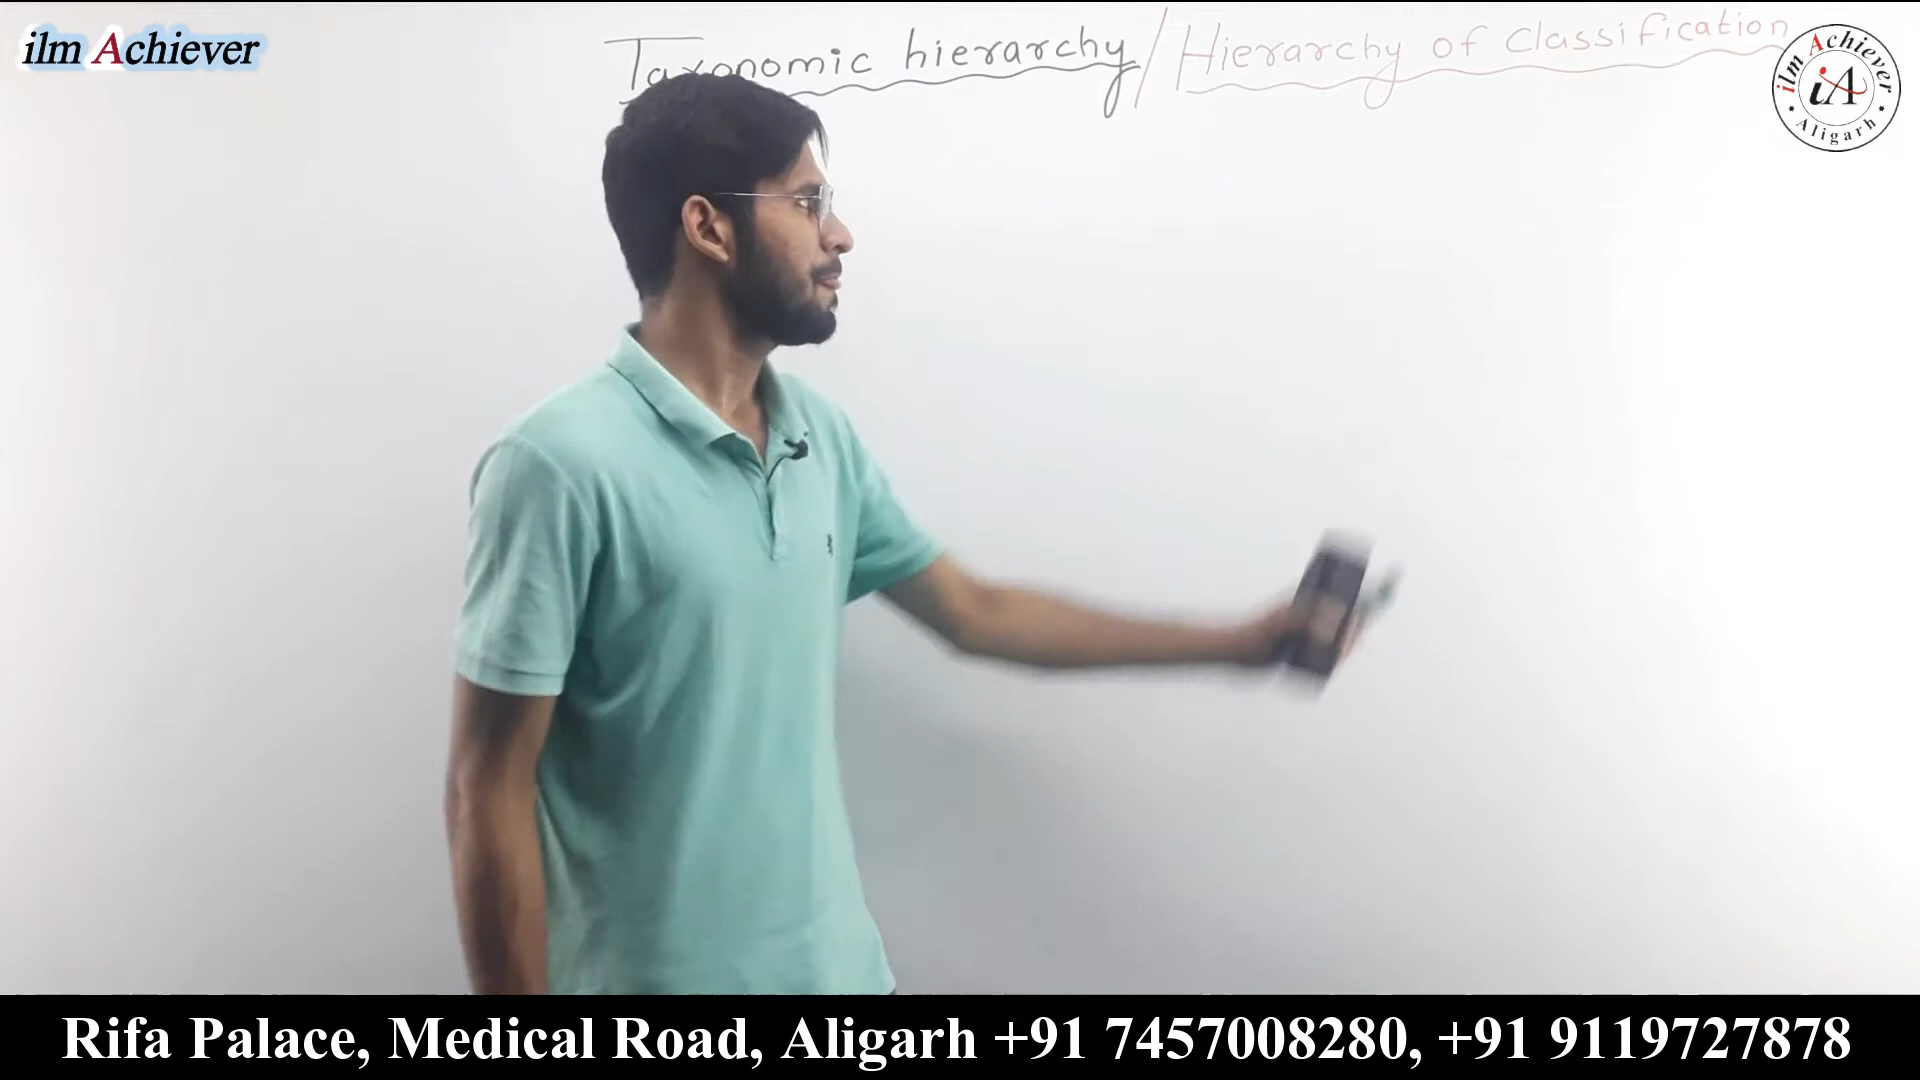 ilm Achiever
Taxonomic hierarchy / Hierarchy of classification
ilm Achiever
iA
Aligarh
Rifa Palace, Medical Road, Aligarh +91 7457008280, +91 9119727878